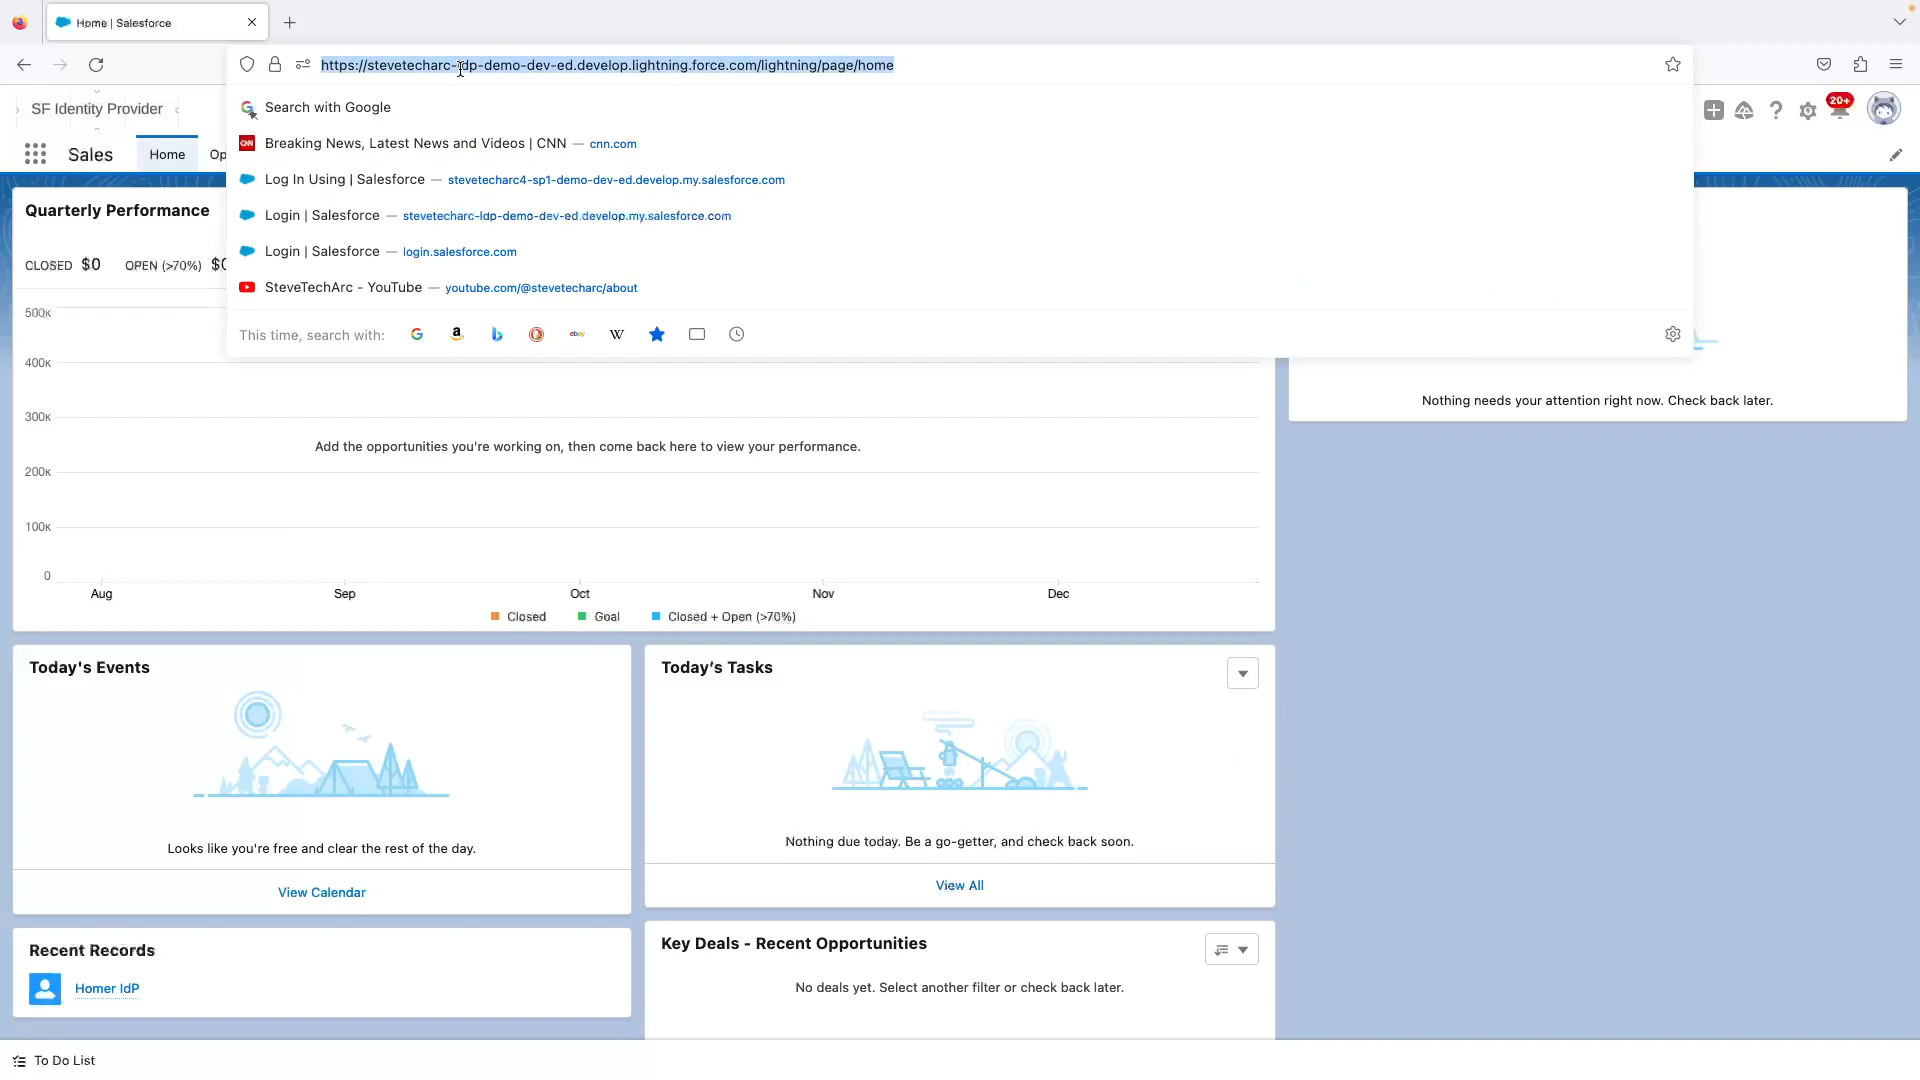 Home | Salesforce
https://stevetecharc-idp-demo-dev-ed.develop.lightning.force.com/lightning/page/home
Search with Google
Breaking News, Latest News and Videos | CNN — cnn.com
Log In Using | Salesforce — stevetecharc4-sp1-demo-dev-ed.develop.my.salesforce.com
Login | Salesforce — stevetecharc-idp-demo-dev-ed.develop.my.salesforce.com
Login | Salesforce — login.salesforce.com
SteveTechArc - YouTube — youtube.com/@stevetecharc/about
This time, search with:
SF Identity Provider
20+
Sales
Home
Op
Quarterly Performance
CLOSED $0 OPEN (>70%) $0
500K
400K
300K
200K
100K
0
Add the opportunities you're working on, then come back here to view your performance.
Aug Sep Oct Nov Dec
Closed Goal Closed + Open (>70%)
Nothing needs your attention right now. Check back later.
Today's Events
Looks like you're free and clear the rest of the day.
View Calendar
Today's Tasks
Nothing due today. Be a go-getter, and check back soon.
View All
Recent Records
Homer IdP
Key Deals - Recent Opportunities
No deals yet. Select another filter or check back later.
To Do List